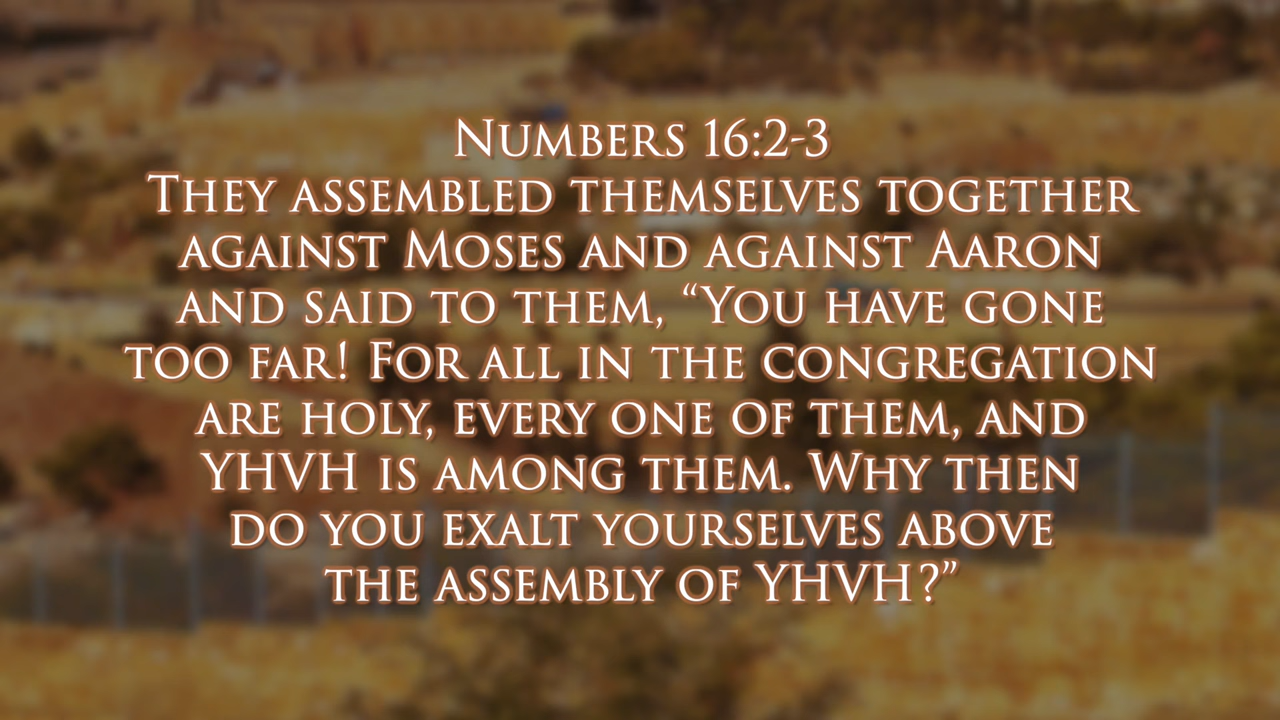 Numbers 16:2-3
They assembled themselves together
against Moses and against Aaron
and said to them, “You have gone
too far! For all in the congregation
are holy, every one of them, and
YHVH is among them. Why then
do you exalt yourselves above
the assembly of YHVH?”